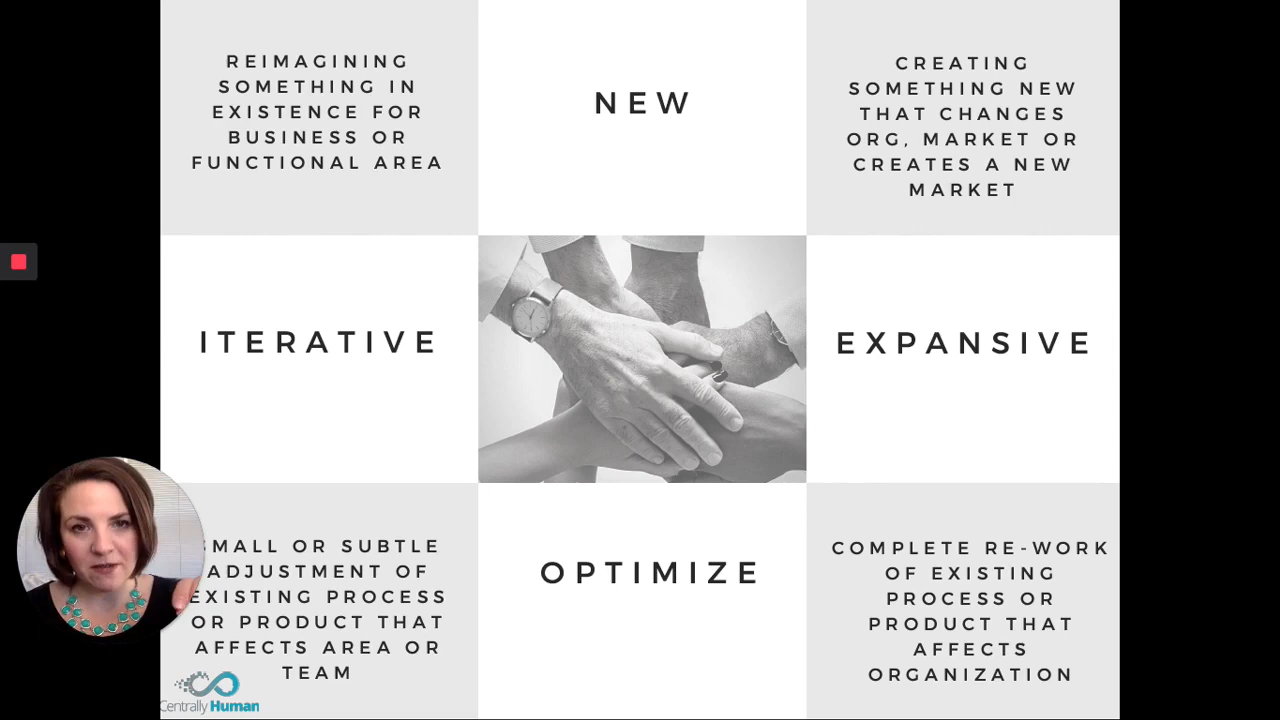 REIMAGINING
SOMETHING IN
EXISTENCE FOR
BUSINESS OR
FUNCTIONAL AREA
NEW
CREATING
SOMETHING NEW
THAT CHANGES
ORG, MARKET OR
CREATES A NEW
MARKET
ITERATIVE
EXPANSIVE
SMALL OR SUBTLE
ADJUSTMENT OF
EXISTING PROCESS
OR PRODUCT THAT
AFFECTS AREA OR
TEAM
OPTIMIZE
COMPLETE RE-WORK
OF EXISTING
PROCESS OR
PRODUCT THAT
AFFECTS
ORGANIZATION
Centrally Human